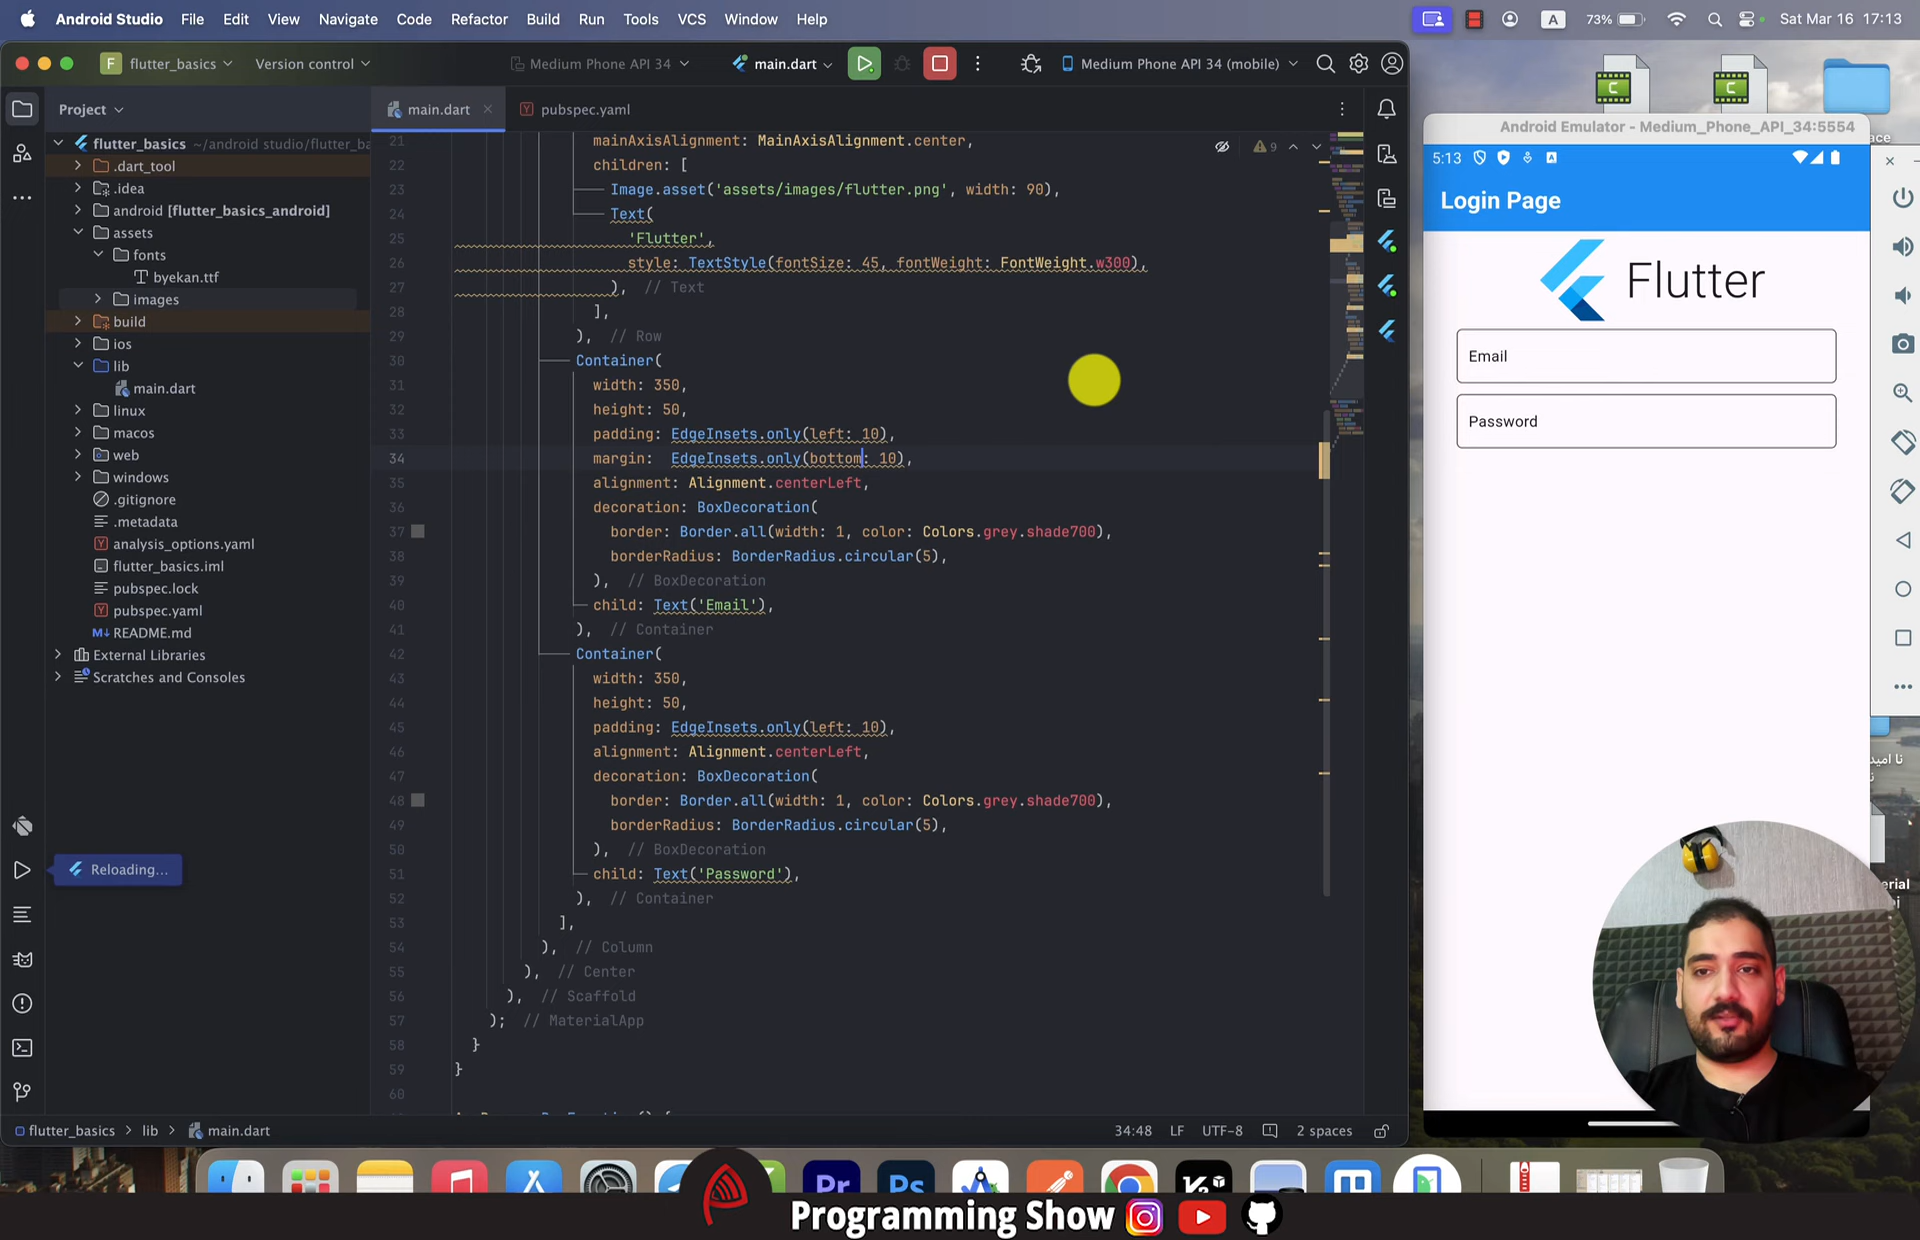 Android Studio File Edit View Navigate Code Refactor Build Run Tools VCS Window Help A 73% Sat Mar 16 17:13
F flutter_basics Version control Medium Phone API 34 main.dart Medium Phone API 34 (mobile)
Project
main.dart
pubspec.yaml
flutter_basics ~/android studio/flutter_ba
.dart_tool
.idea
android [flutter_basics_android]
assets
fonts
byekan.ttf
images
build
ios
lib
main.dart
linux
macos
web
windows
.gitignore
.metadata
analysis_options.yaml
flutter_basics.iml
pubspec.lock
pubspec.yaml
README.md
External Libraries
Scratches and Consoles
Reloading...
9
21 mainAxisAlignment: MainAxisAlignment.center,
22 children: [
23 Image.asset('assets/images/flutter.png', width: 90),
24 Text(
25 'Flutter',
26 style: TextStyle(fontSize: 45, fontWeight: FontWeight.w300),
27 ), // Text
28 ],
29 ), // Row
30 Container(
31 width: 350,
32 height: 50,
33 padding: EdgeInsets.only(left: 10),
34 margin: EdgeInsets.only(bottom: 10),
35 alignment: Alignment.centerLeft,
36 decoration: BoxDecoration(
37 border: Border.all(width: 1, color: Colors.grey.shade700),
38 borderRadius: BorderRadius.circular(5),
39 ), // BoxDecoration
40 child: Text('Email'),
41 ), // Container
42 Container(
43 width: 350,
44 height: 50,
45 padding: EdgeInsets.only(left: 10),
46 alignment: Alignment.centerLeft,
47 decoration: BoxDecoration(
48 border: Border.all(width: 1, color: Colors.grey.shade700),
49 borderRadius: BorderRadius.circular(5),
50 ), // BoxDecoration
51 child: Text('Password'),
52 ), // Container
53 ],
54 ), // Column
55 ), // Center
56 ), // Scaffold
57 ); // MaterialApp
58 }
59 }
60
flutter_basics > lib > main.dart
34:48 LF UTF-8 2 spaces
Android Emulator - Medium_Phone_API_34:5554
5:13
Login Page
Flutter
Email
Password
ace
نا امید
erial
Pr Ps
Programming Show